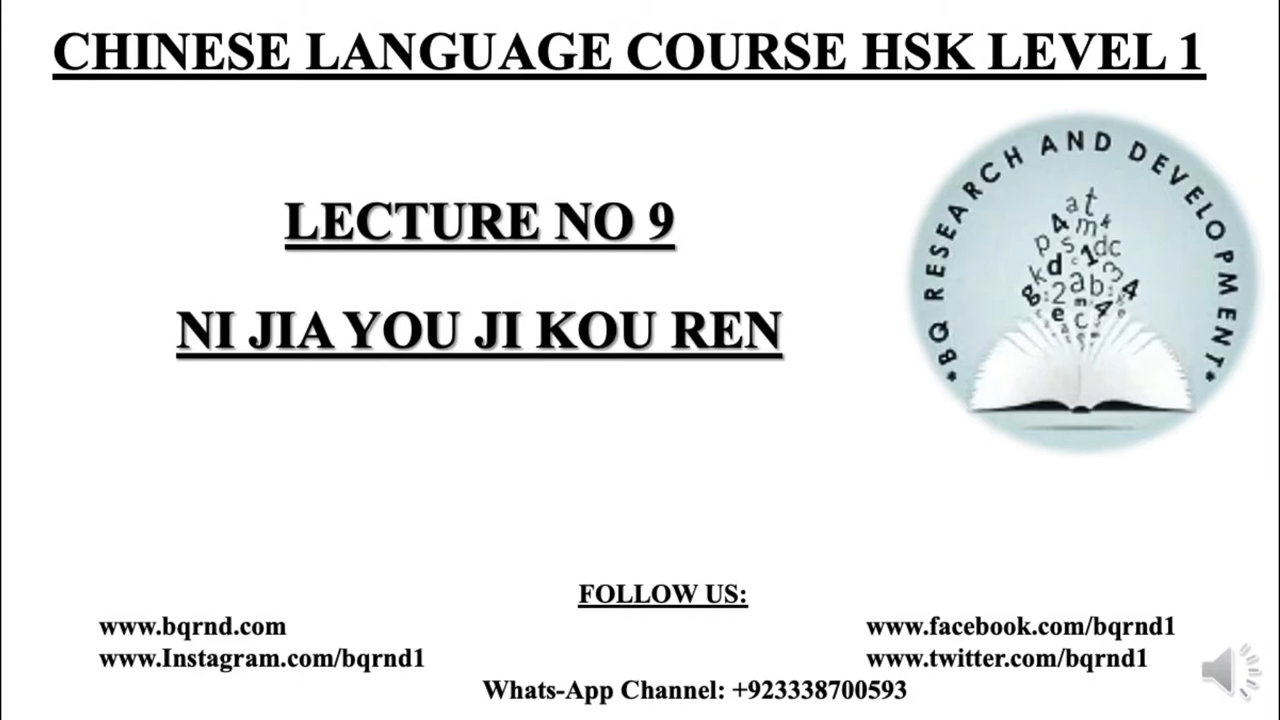 CHINESE LANGUAGE COURSE HSK LEVEL 1
LECTURE NO 9
NI JIA YOU JI KOU REN
*BQ RESEARCH AND DEVELOPMENT*
FOLLOW US:
www.bqrnd.com
www.facebook.com/bqrnd1
www.Instagram.com/bqrnd1
www.twitter.com/bqrnd1
Whats-App Channel: +923338700593